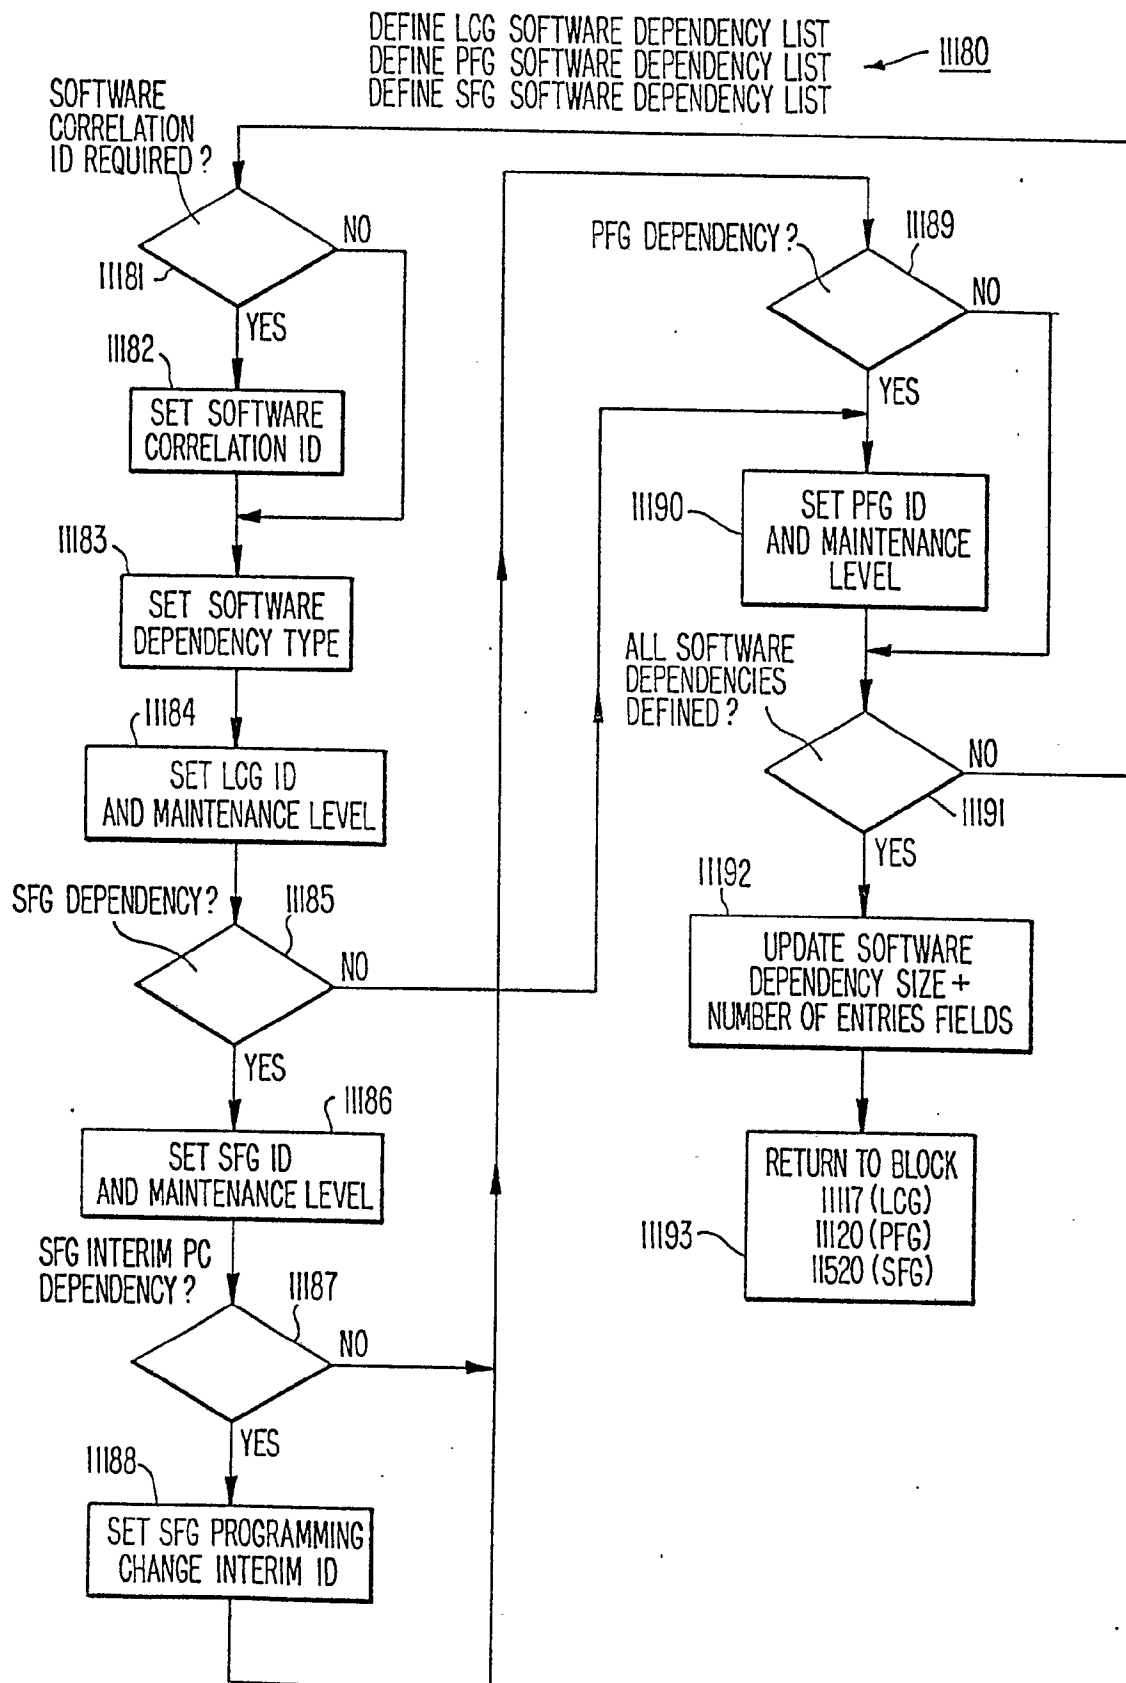 DEFINE LCG SOFTWARE DEPENDENCY LIST
DEFINE PFG SOFTWARE DEPENDENCY LIST
DEFINE SFG SOFTWARE DEPENDENCY LIST
11180
SOFTWARE
CORRELATION
ID REQUIRED?
NO
11181
YES
11182
SET SOFTWARE
CORRELATION ID
11183
SET SOFTWARE
DEPENDENCY TYPE
11184
SET LCG ID
AND MAINTENANCE LEVEL
SFG DEPENDENCY?
11185
NO
YES
11186
SET SFG ID
AND MAINTENANCE LEVEL
SFG INTERIM PC
DEPENDENCY?
11187
NO
YES
11188
SET SFG PROGRAMMING
CHANGE INTERIM ID
PFG DEPENDENCY?
11189
NO
YES
11190
SET PFG ID
AND MAINTENANCE
LEVEL
ALL SOFTWARE
DEPENDENCIES
DEFINED?
NO
11191
YES
11192
UPDATE SOFTWARE
DEPENDENCY SIZE +
NUMBER OF ENTRIES FIELDS
11193
RETURN TO BLOCK
11117 (LCG)
11120 (PFG)
11520 (SFG)